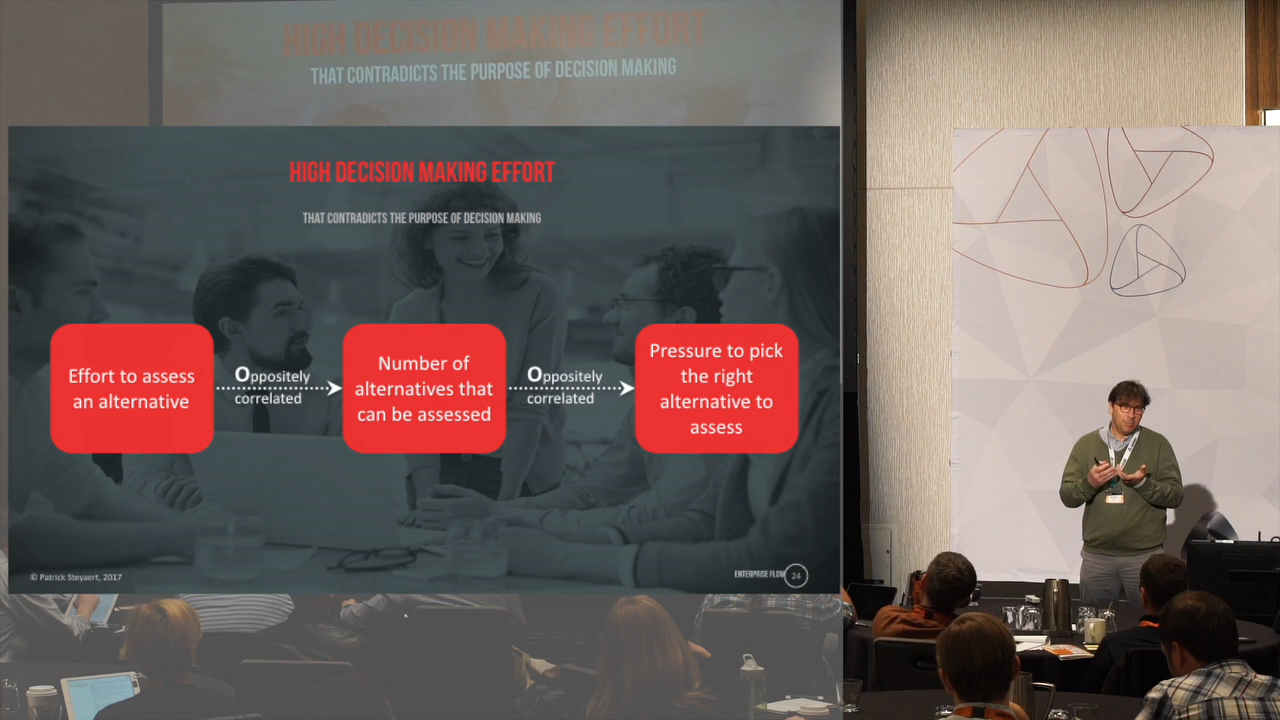 HIGH DECISION MAKING EFFORT
THAT CONTRADICTS THE PURPOSE OF DECISION MAKING
HIGH DECISION MAKING EFFORT
THAT CONTRADICTS THE PURPOSE OF DECISION MAKING
Effort to assess
an alternative
Oppositely
correlated
Number of
alternatives that
can be assessed
Oppositely
correlated
Pressure to pick
the right
alternative to
assess
© Patrick Steyaert, 2017
ENTERPRISE FLOW
24